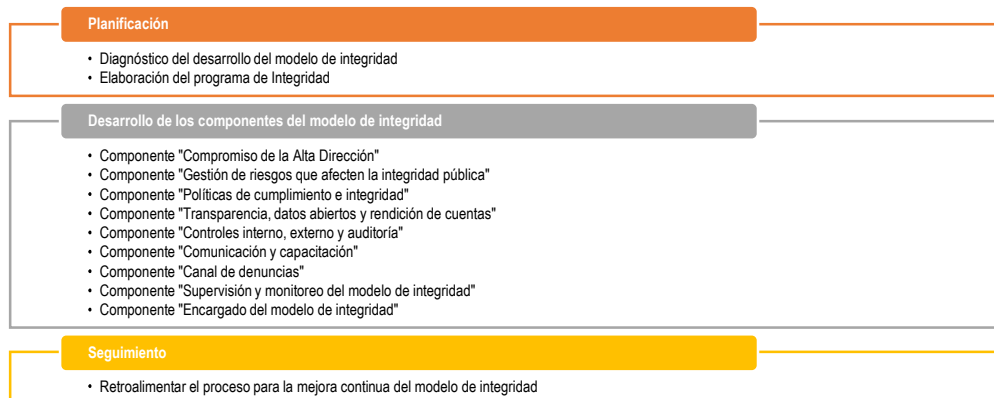 Planificación
• Diagnóstico del desarrollo del modelo de integridad
• Elaboración del programa de Integridad
Desarrollo de los componentes del modelo de integridad
• Componente "Compromiso de la Alta Dirección"
• Componente "Gestión de riesgos que afecten la integridad pública"
• Componente "Políticas de cumplimiento e integridad"
• Componente "Transparencia, datos abiertos y rendición de cuentas"
• Componente "Controles interno, externo y auditoría"
• Componente "Comunicación y capacitación"
• Componente "Canal de denuncias"
• Componente "Supervisión y monitoreo del modelo de integridad"
• Componente "Encargado del modelo de integridad"
Seguimiento
• Retroalimentar el proceso para la mejora continua del modelo de integridad